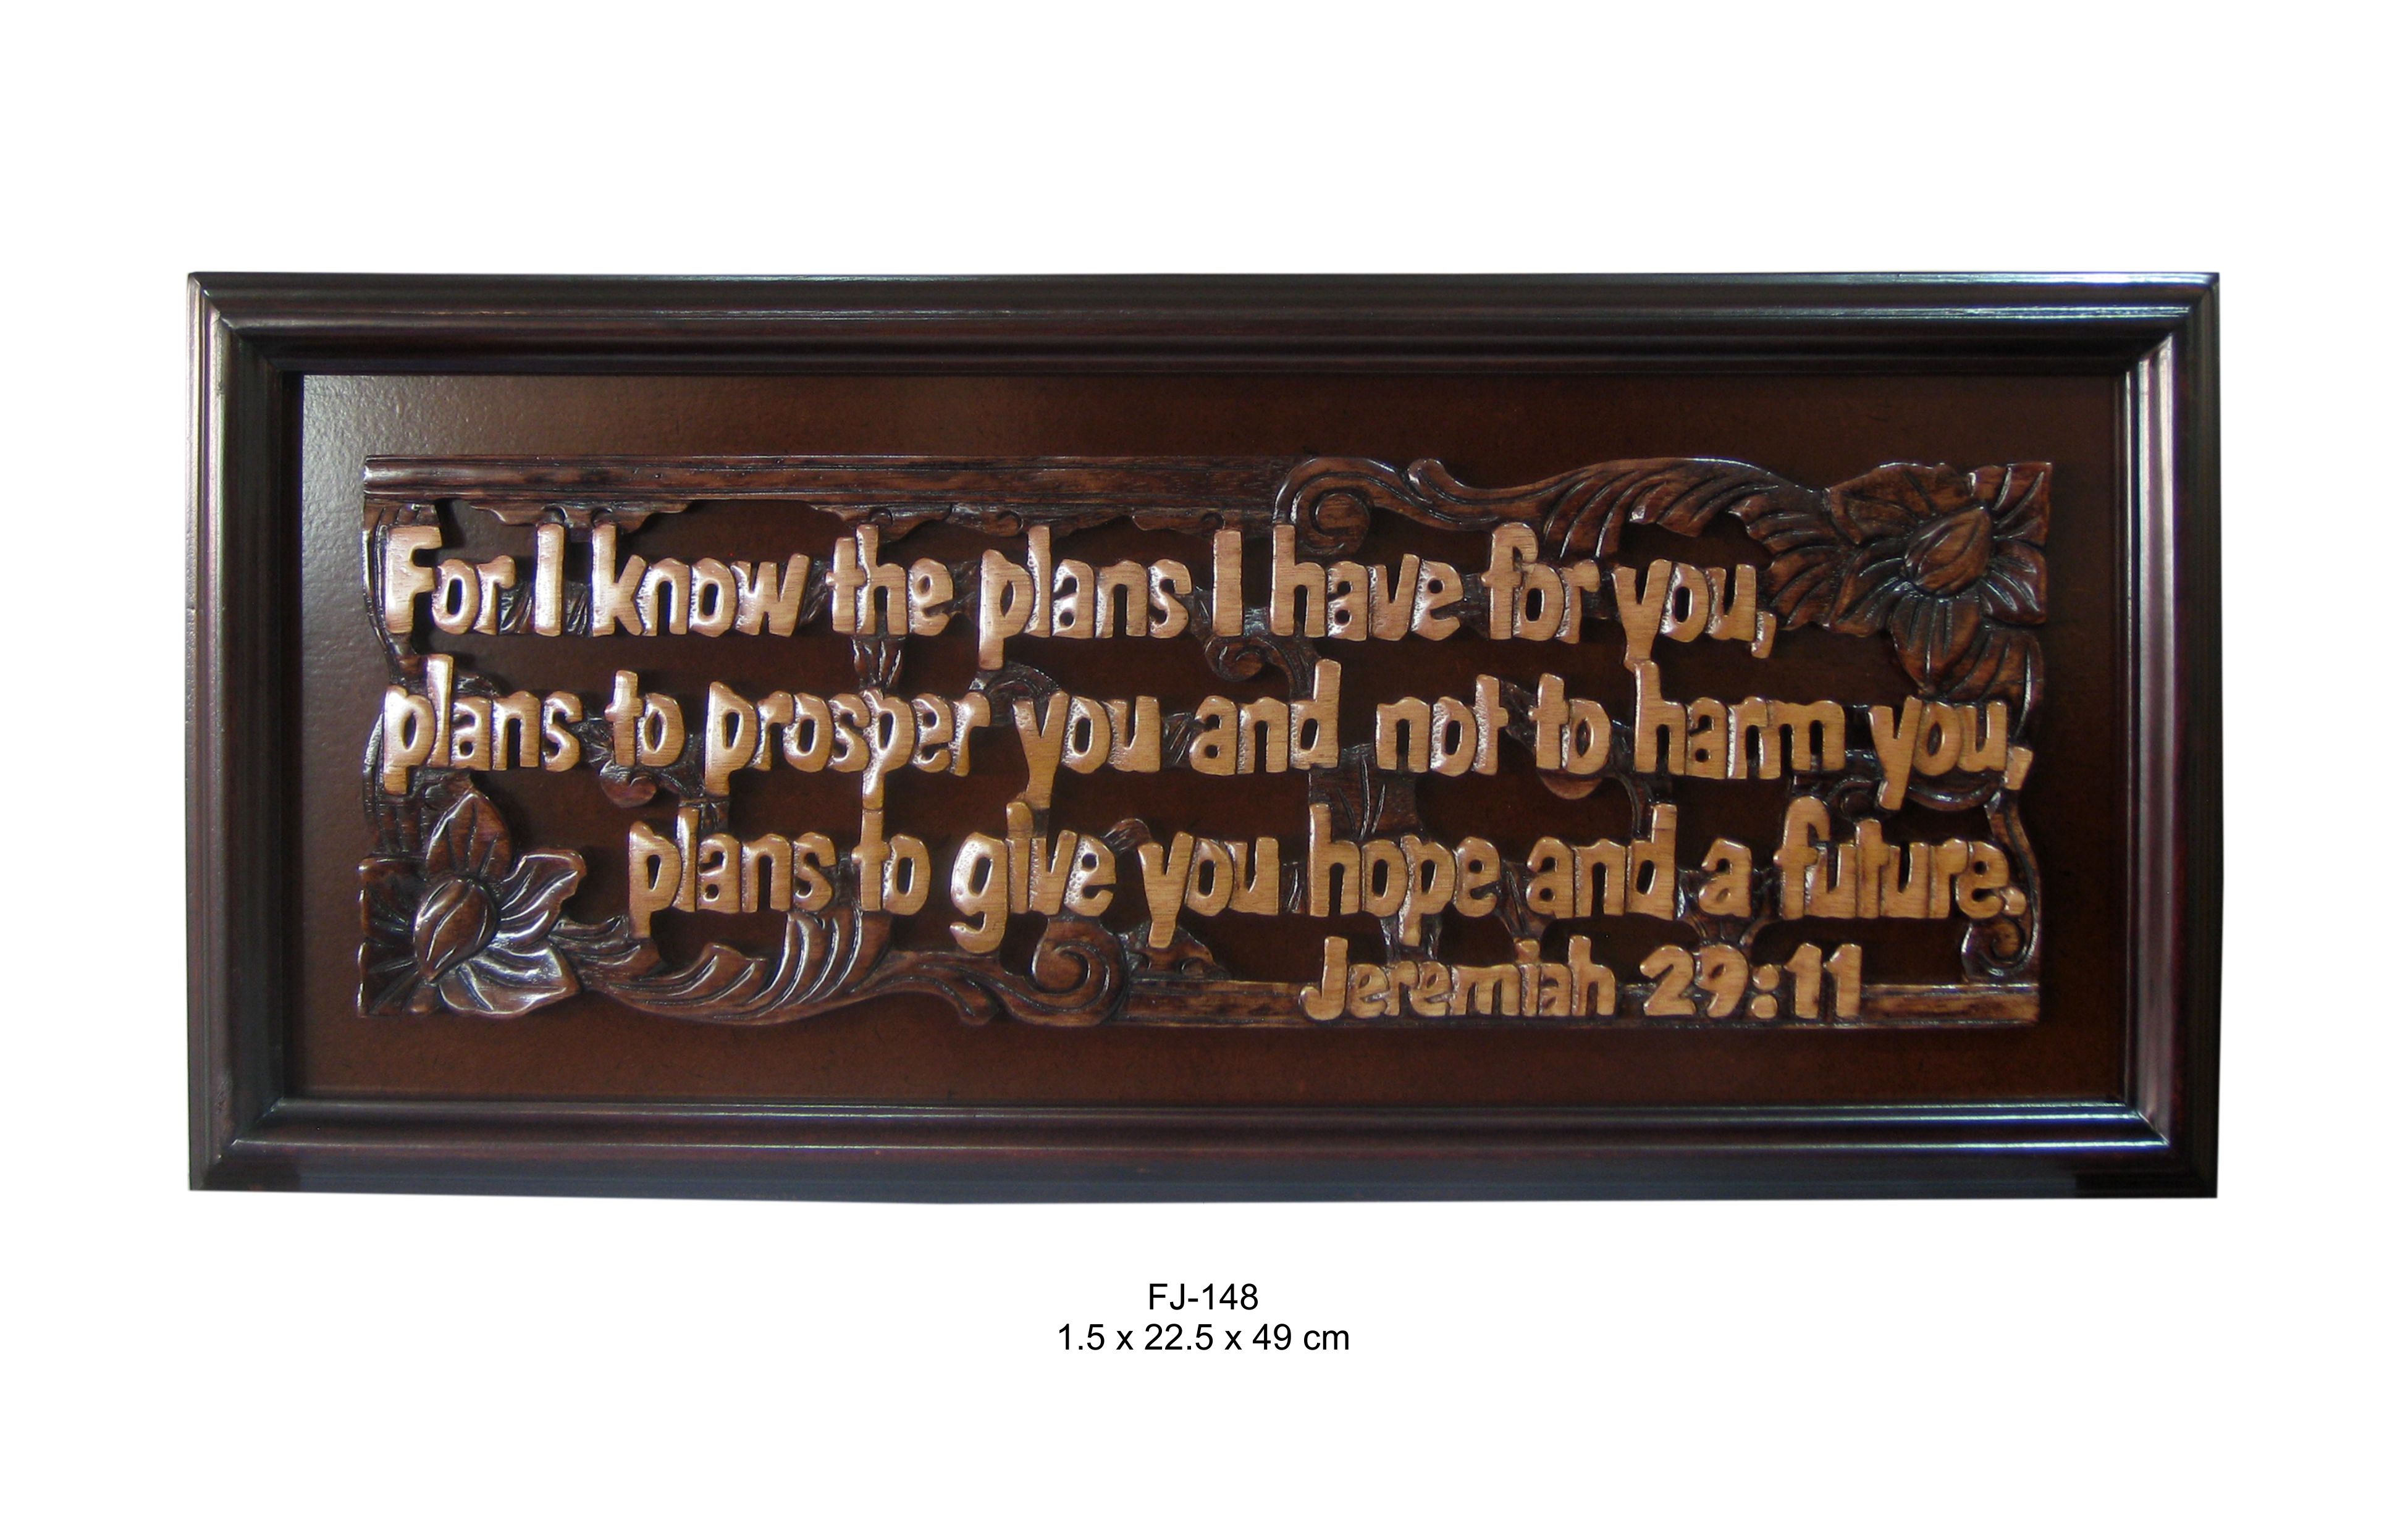 For I know the plans I have for you,
plans to prosper you and not to harm you,
plans to give you hope and a future.
Jeremiah 29:11
FJ-148
1.5 x 22.5 x 49 cm